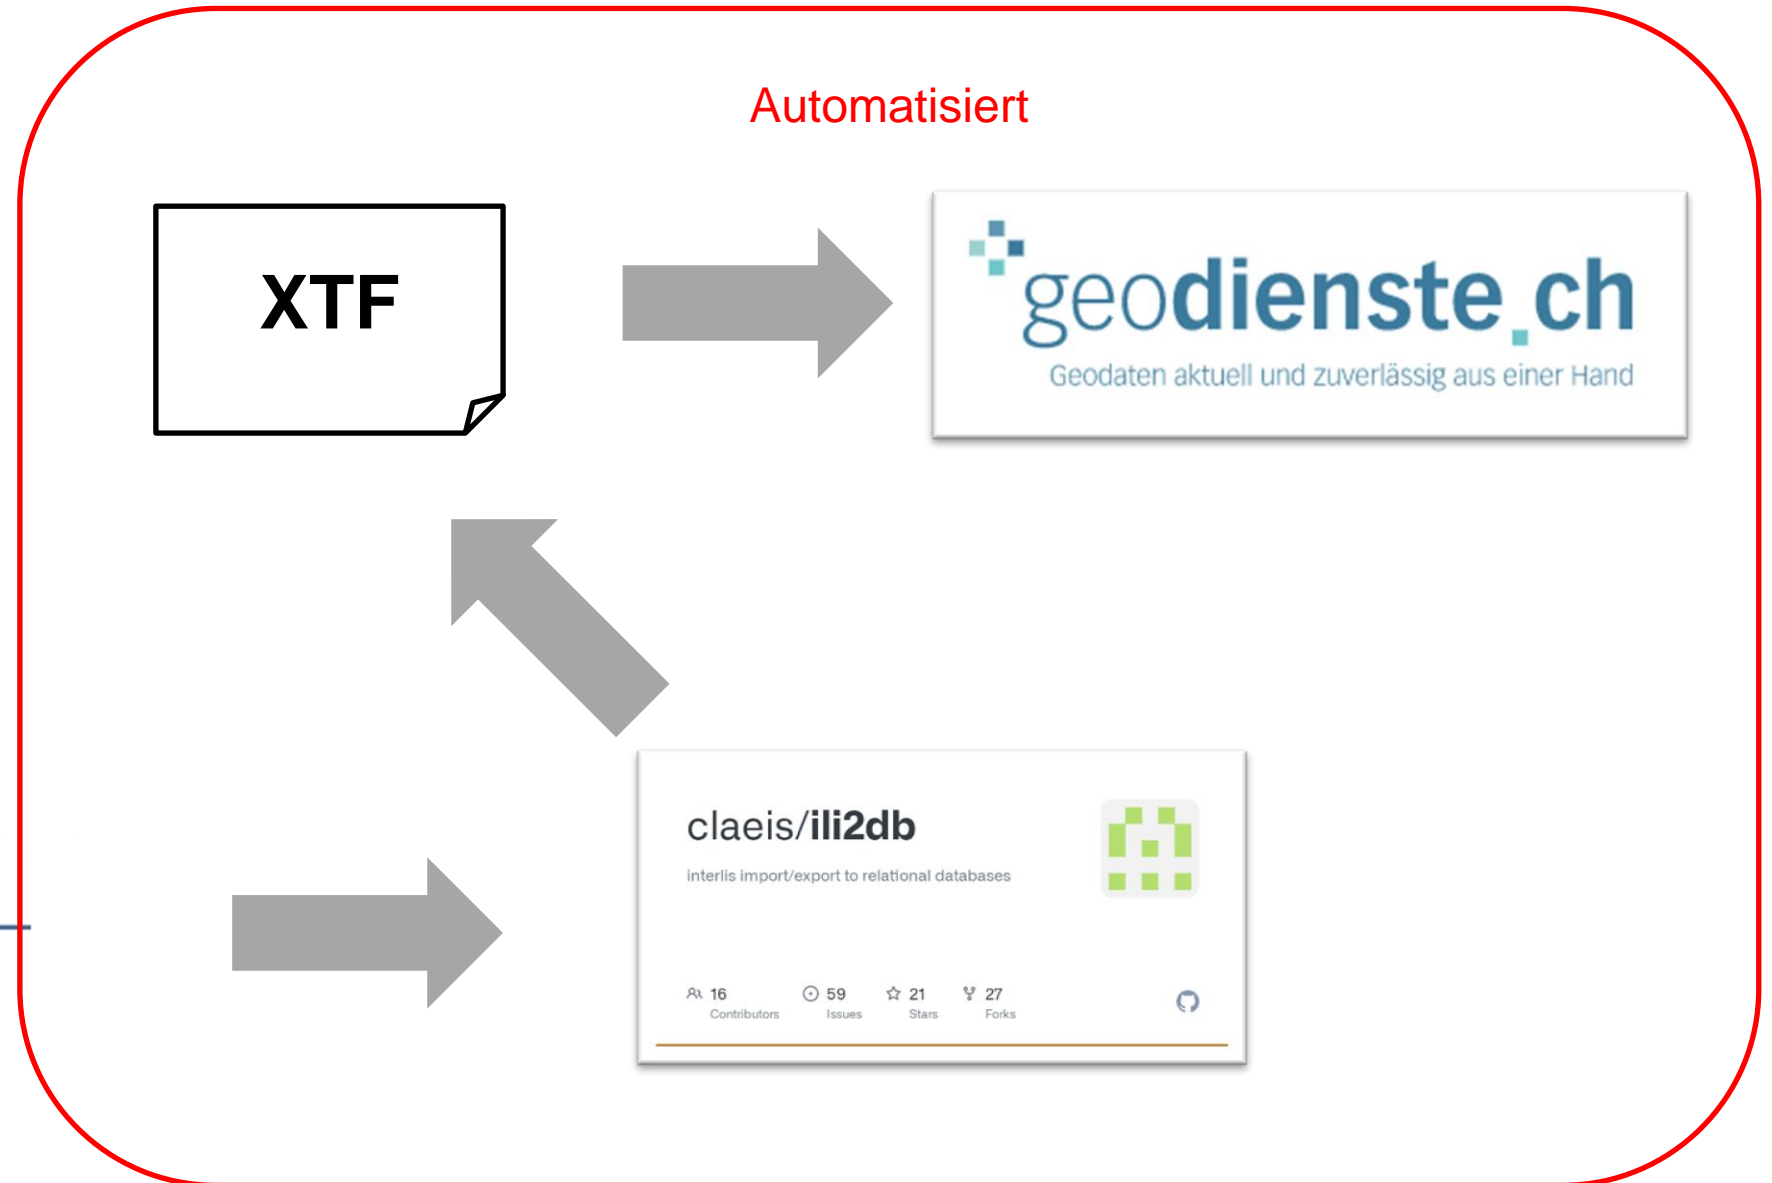 Automatisiert
XTF
geodienste.ch
Geodaten aktuell und zuverlässig aus einer Hand
claeis/ili2db
interlis import/export to relational databases
16 59 21 27
Contributors Issues Stars Forks